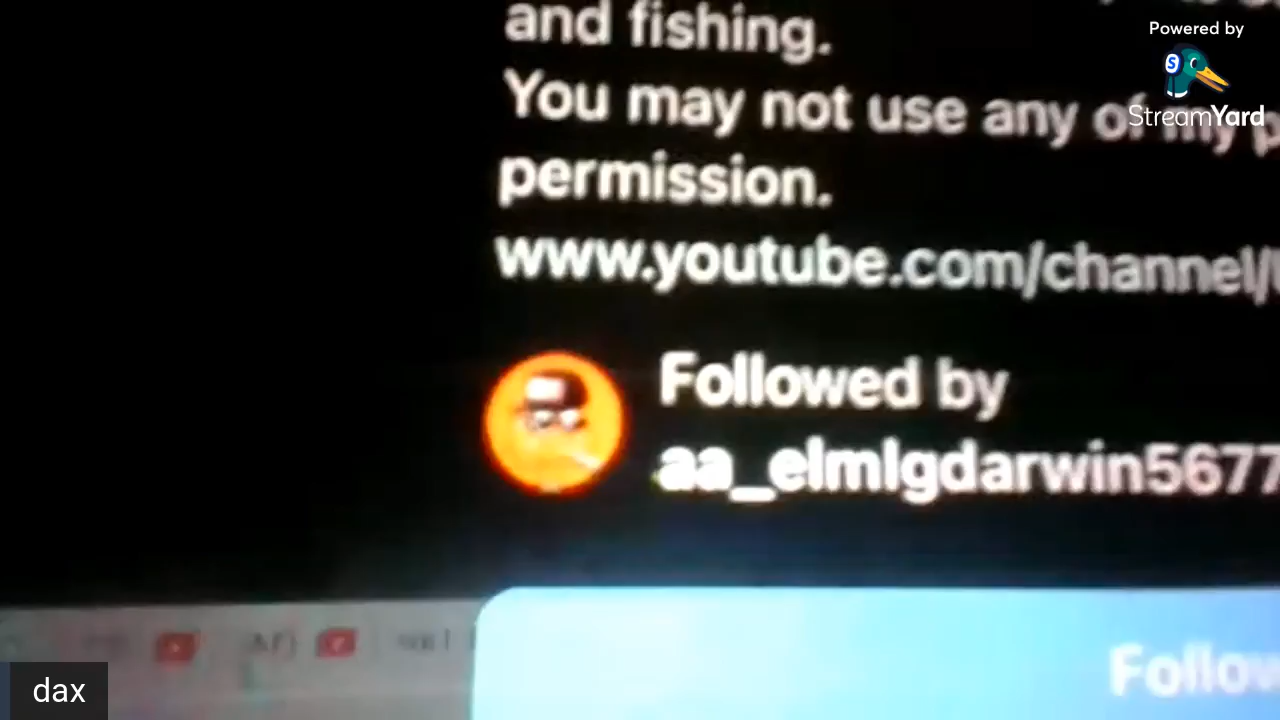 and fishing.
You may not use any of my p
permission.
www.youtube.com/channel/
Followed by
aa_elmlgdarwin5677
Follow
Powered by
StreamYard
dax